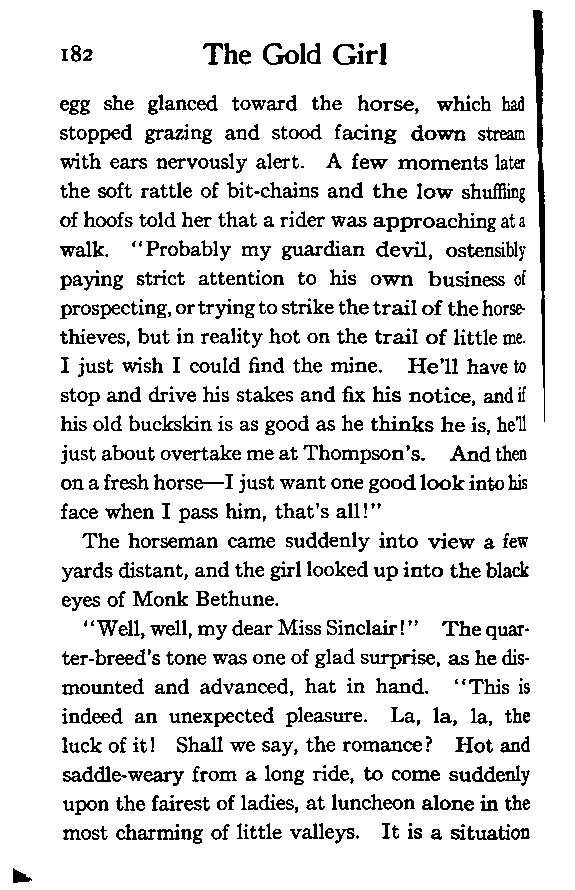 182 The Gold Girl
egg she glanced toward the horse, which had
stopped grazing and stood facing down stream
with ears nervously alert. A few moments later
the soft rattle of bit-chains and the low shuffling
of hoofs told her that a rider was approaching at a
walk. "Probably my guardian devil, ostensibly
paying strict attention to his own business of
prospecting, or trying to strike the trail of the horse-
thieves, but in reality hot on the trail of little me.
I just wish I could find the mine. He'll have to
stop and drive his stakes and fix his notice, and if
his old buckskin is as good as he thinks he is, he'll
just about overtake me at Thompson's. And then
on a fresh horse—I just want one good look into his
face when I pass him, that's all!"
The horseman came suddenly into view a few
yards distant, and the girl looked up into the black
eyes of Monk Bethune.
"Well, well, my dear Miss Sinclair!" The quar-
ter-breed's tone was one of glad surprise, as he dis-
mounted and advanced, hat in hand. "This is
indeed an unexpected pleasure. La, la, la, the
luck of it! Shall we say, the romance? Hot and
saddle-weary from a long ride, to come suddenly
upon the fairest of ladies, at luncheon alone in the
most charming of little valleys. It is a situation